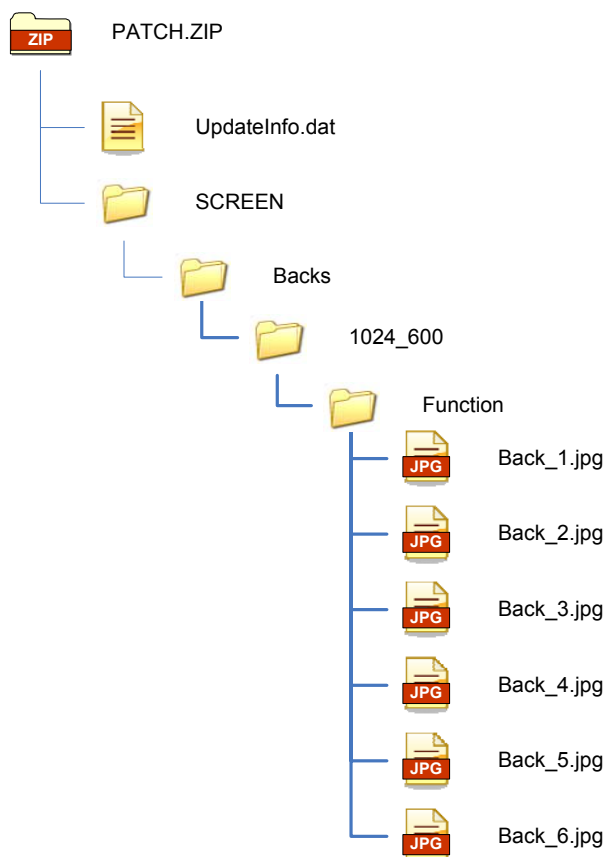 ZIP PATCH.ZIP
UpdateInfo.dat
SCREEN
Backs
1024_600
Function
JPG Back_1.jpg
JPG Back_2.jpg
JPG Back_3.jpg
JPG Back_4.jpg
JPG Back_5.jpg
JPG Back_6.jpg